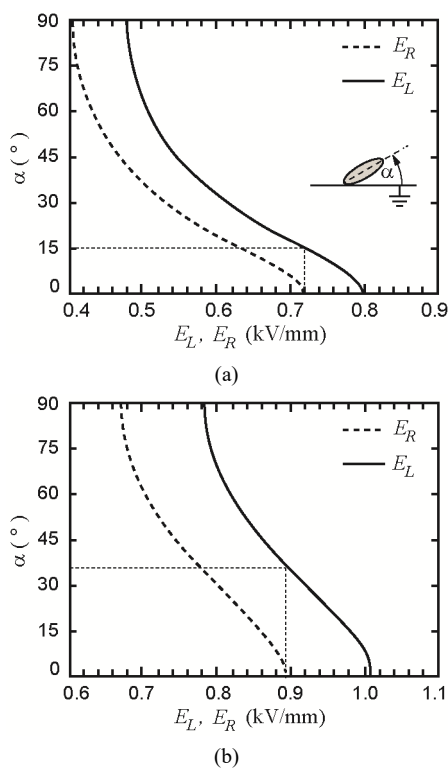 90
75
60
45
30
15
0
α (°)
E_R
E_L
α
0.4 0.5 0.6 0.7 0.8 0.9
E_L, E_R (kV/mm)
(a)
90
75
60
45
30
15
0
α (°)
E_R
E_L
0.6 0.7 0.8 0.9 1.0 1.1
E_L, E_R (kV/mm)
(b)